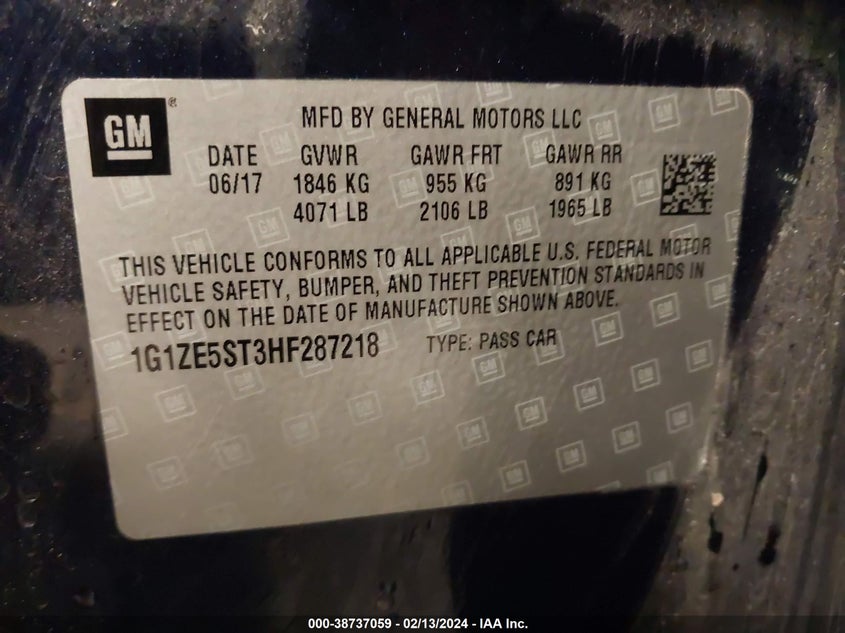 GM®
MFD BY GENERAL MOTORS LLC
DATE GVWR GAWR FRT GAWR RR
06/17 1846 KG 955 KG 891 KG
4071 LB 2106 LB 1965 LB
THIS VEHICLE CONFORMS TO ALL APPLICABLE U.S. FEDERAL MOTOR
VEHICLE SAFETY, BUMPER, AND THEFT PREVENTION STANDARDS IN
EFFECT ON THE DATE OF MANUFACTURE SHOWN ABOVE.
1G1ZE5ST3HF287218 TYPE: PASS CAR
000-38737059 - 02/13/2024 - IAA Inc.